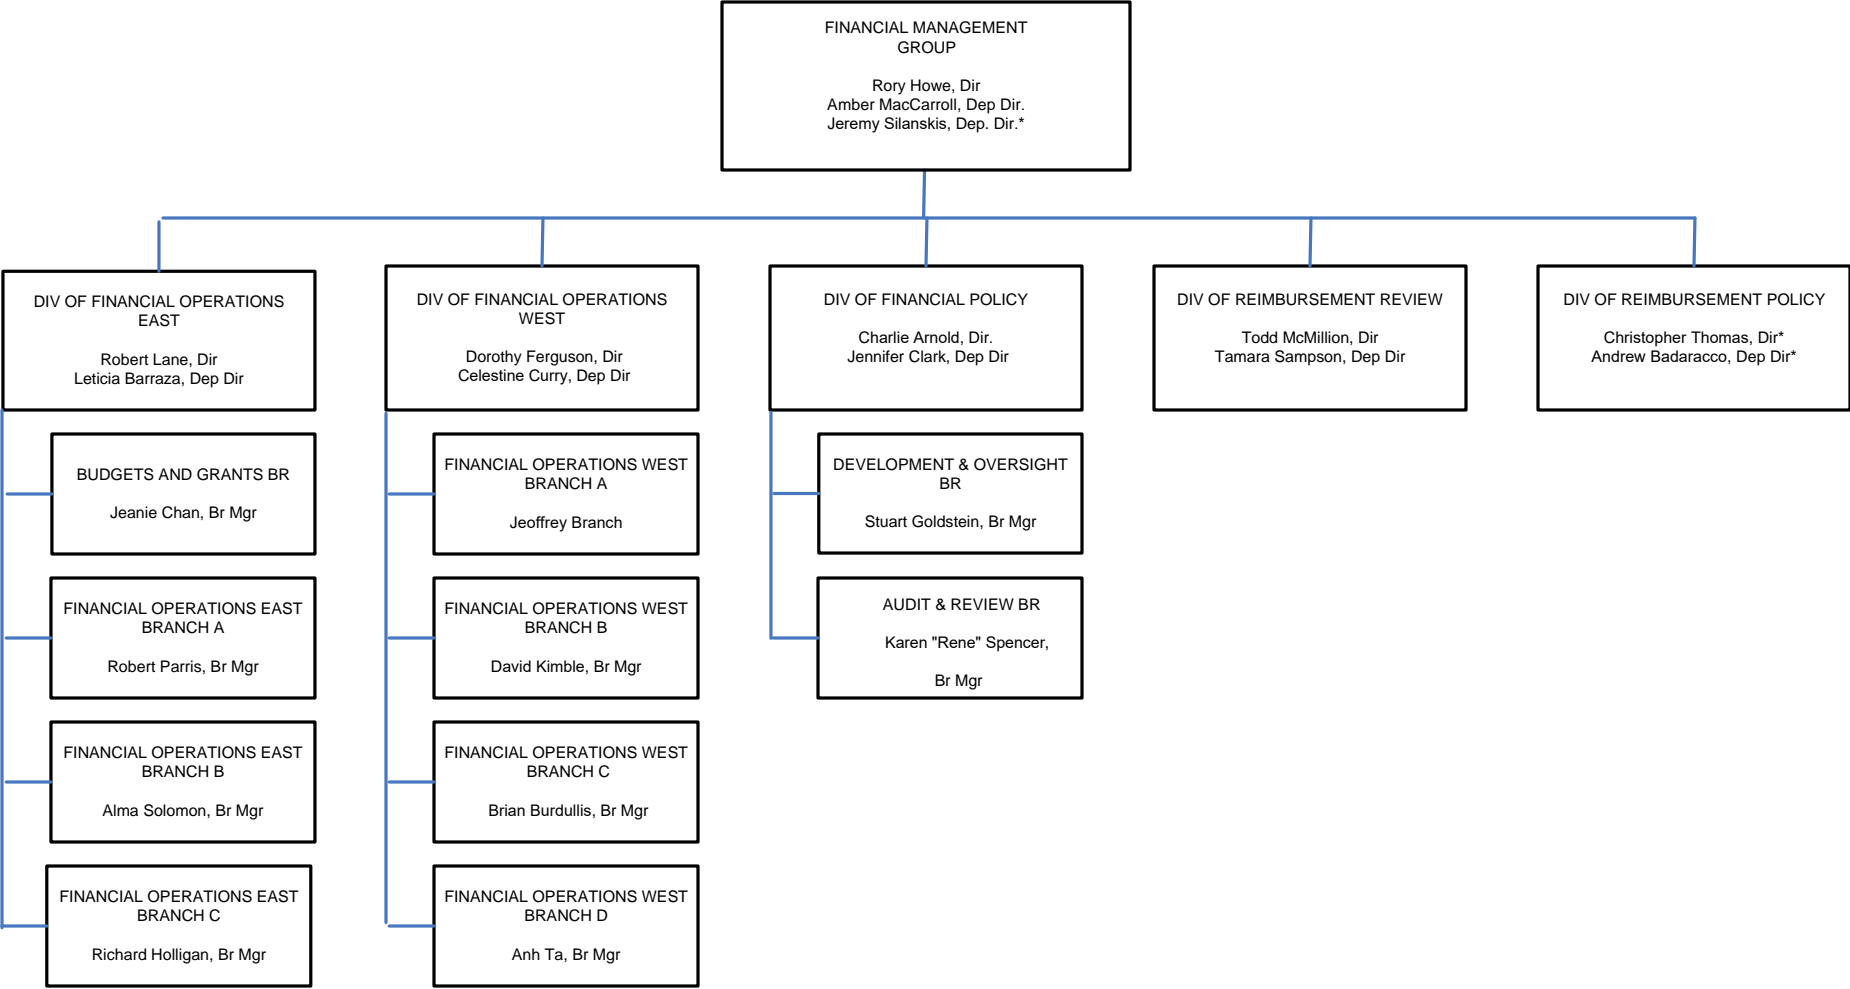 FINANCIAL MANAGEMENT
GROUP
Rory Howe, Dir
Amber MacCarroll, Dep Dir.
Jeremy Silanskis, Dep. Dir.*
DIV OF FINANCIAL OPERATIONS
EAST
Robert Lane, Dir
Leticia Barraza, Dep Dir
BUDGETS AND GRANTS BR
Jeanie Chan, Br Mgr
FINANCIAL OPERATIONS EAST
BRANCH A
Robert Parris, Br Mgr
FINANCIAL OPERATIONS EAST
BRANCH B
Alma Solomon, Br Mgr
FINANCIAL OPERATIONS EAST
BRANCH C
Richard Holligan, Br Mgr
DIV OF FINANCIAL OPERATIONS
WEST
Dorothy Ferguson, Dir
Celestine Curry, Dep Dir
FINANCIAL OPERATIONS WEST
BRANCH A
Jeoffrey Branch
FINANCIAL OPERATIONS WEST
BRANCH B
David Kimble, Br Mgr
FINANCIAL OPERATIONS WEST
BRANCH C
Brian Burdullis, Br Mgr
FINANCIAL OPERATIONS WEST
BRANCH D
Anh Ta, Br Mgr
DIV OF FINANCIAL POLICY
Charlie Arnold, Dir.
Jennifer Clark, Dep Dir
DEVELOPMENT & OVERSIGHT
BR
Stuart Goldstein, Br Mgr
AUDIT & REVIEW BR
Karen "Rene" Spencer,
Br Mgr
DIV OF REIMBURSEMENT REVIEW
Todd McMillion, Dir
Tamara Sampson, Dep Dir
DIV OF REIMBURSEMENT POLICY
Christopher Thomas, Dir*
Andrew Badaracco, Dep Dir*